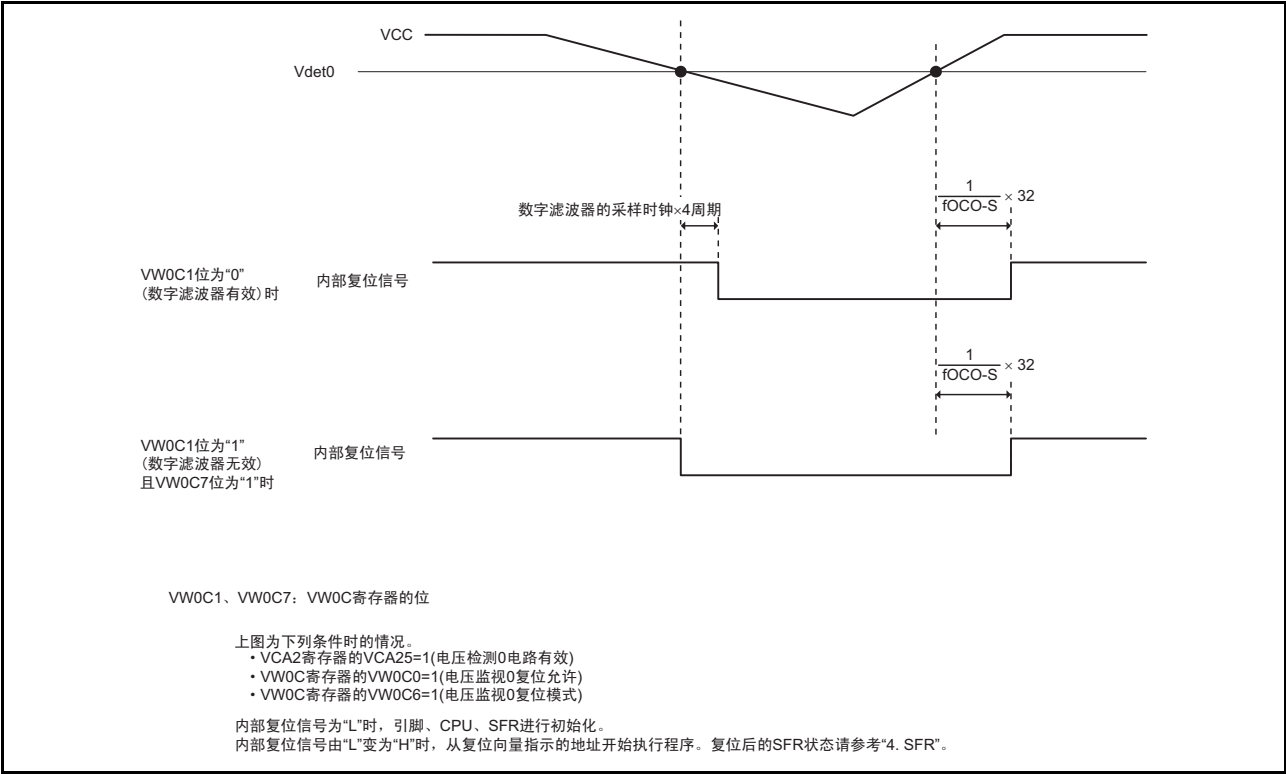 VCC
Vdet0
数字滤波器的采样时钟×4周期
1
fOCO-S
× 32
VW0C1位为“0”
(数字滤波器有效)时
内部复位信号
1
fOCO-S
× 32
VW0C1位为“1”
(数字滤波器无效)
且VW0C7位为“1”时
内部复位信号
VW0C1、VW0C7：VW0C寄存器的位
上图为下列条件时的情况。
・VCA2寄存器的VCA25=1(电压检测0电路有效)
・VW0C寄存器的VW0C0=1(电压监视0复位允许)
・VW0C寄存器的VW0C6=1(电压监视0复位模式)
内部复位信号为“L”时，引脚、CPU、SFR进行初始化。
内部复位信号由“L”变为“H”时，从复位向量指示的地址开始执行程序。复位后的SFR状态请参考“4. SFR”。